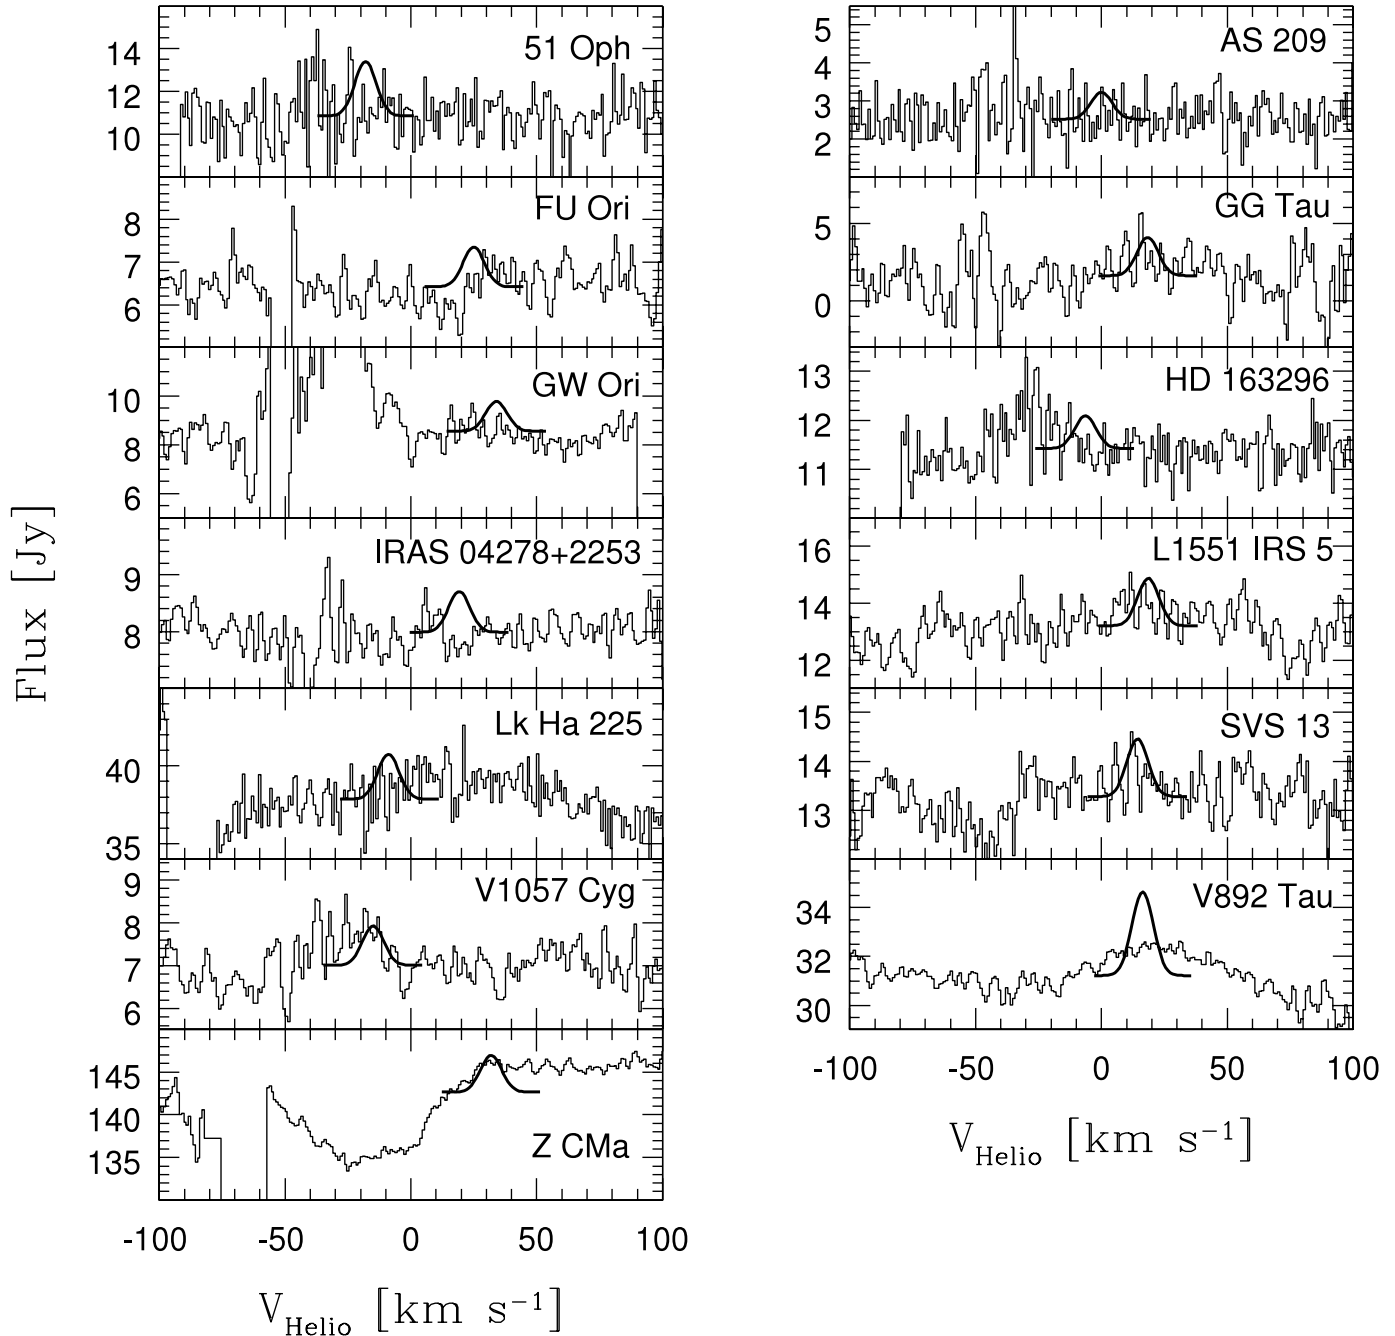 Flux [Jy]
51 Oph
14
12
10
FU Ori
8
7
6
GW Ori
10
8
6
IRAS 04278+2253
9
8
Lk Ha 225
40
35
V1057 Cyg
9
8
7
6
Z CMa
145
140
135
-100 -50 0 50 100
V_Helio [km s⁻¹]
AS 209
5
4
3
2
GG Tau
5
0
HD 163296
13
12
11
L1551 IRS 5
16
14
12
SVS 13
15
14
13
V892 Tau
34
32
30
-100 -50 0 50 100
V_Helio [km s⁻¹]